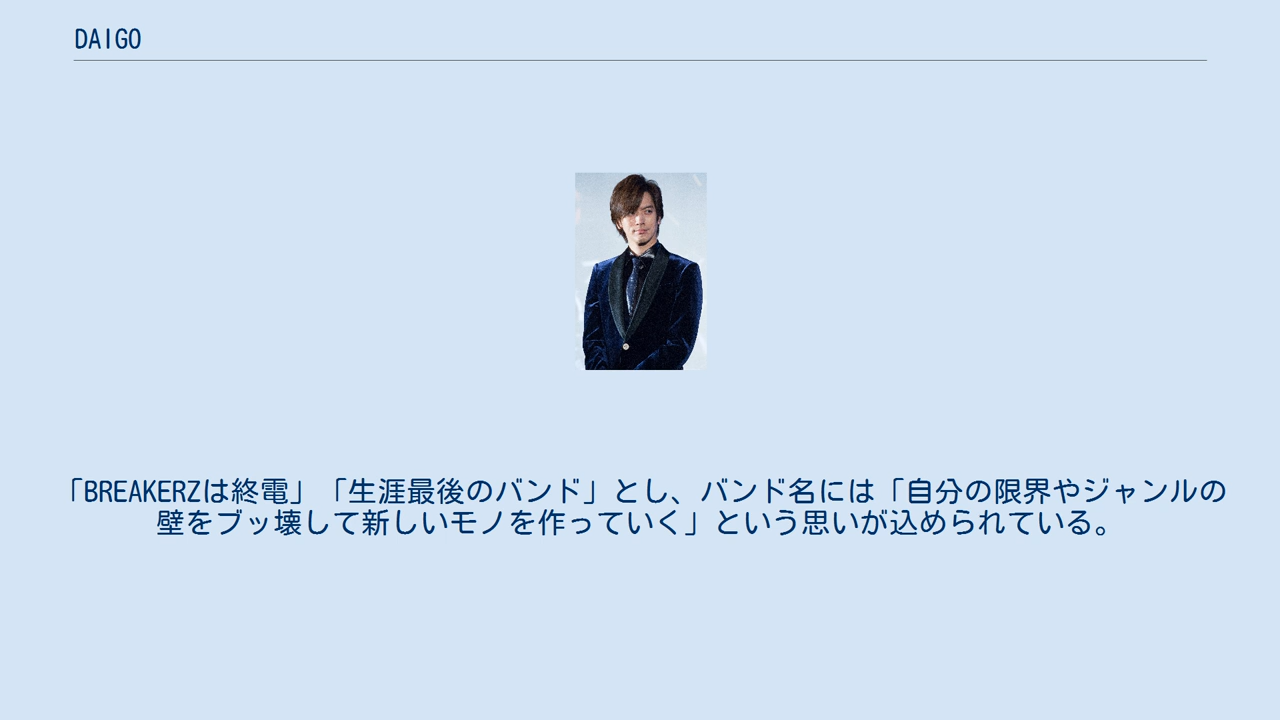 DAIGO
「BREAKERZは終電」「生涯最後のバンド」とし、バンド名には「自分の限界やジャンルの
壁をブッ壊して新しいモノを作っていく」という思いが込められている。